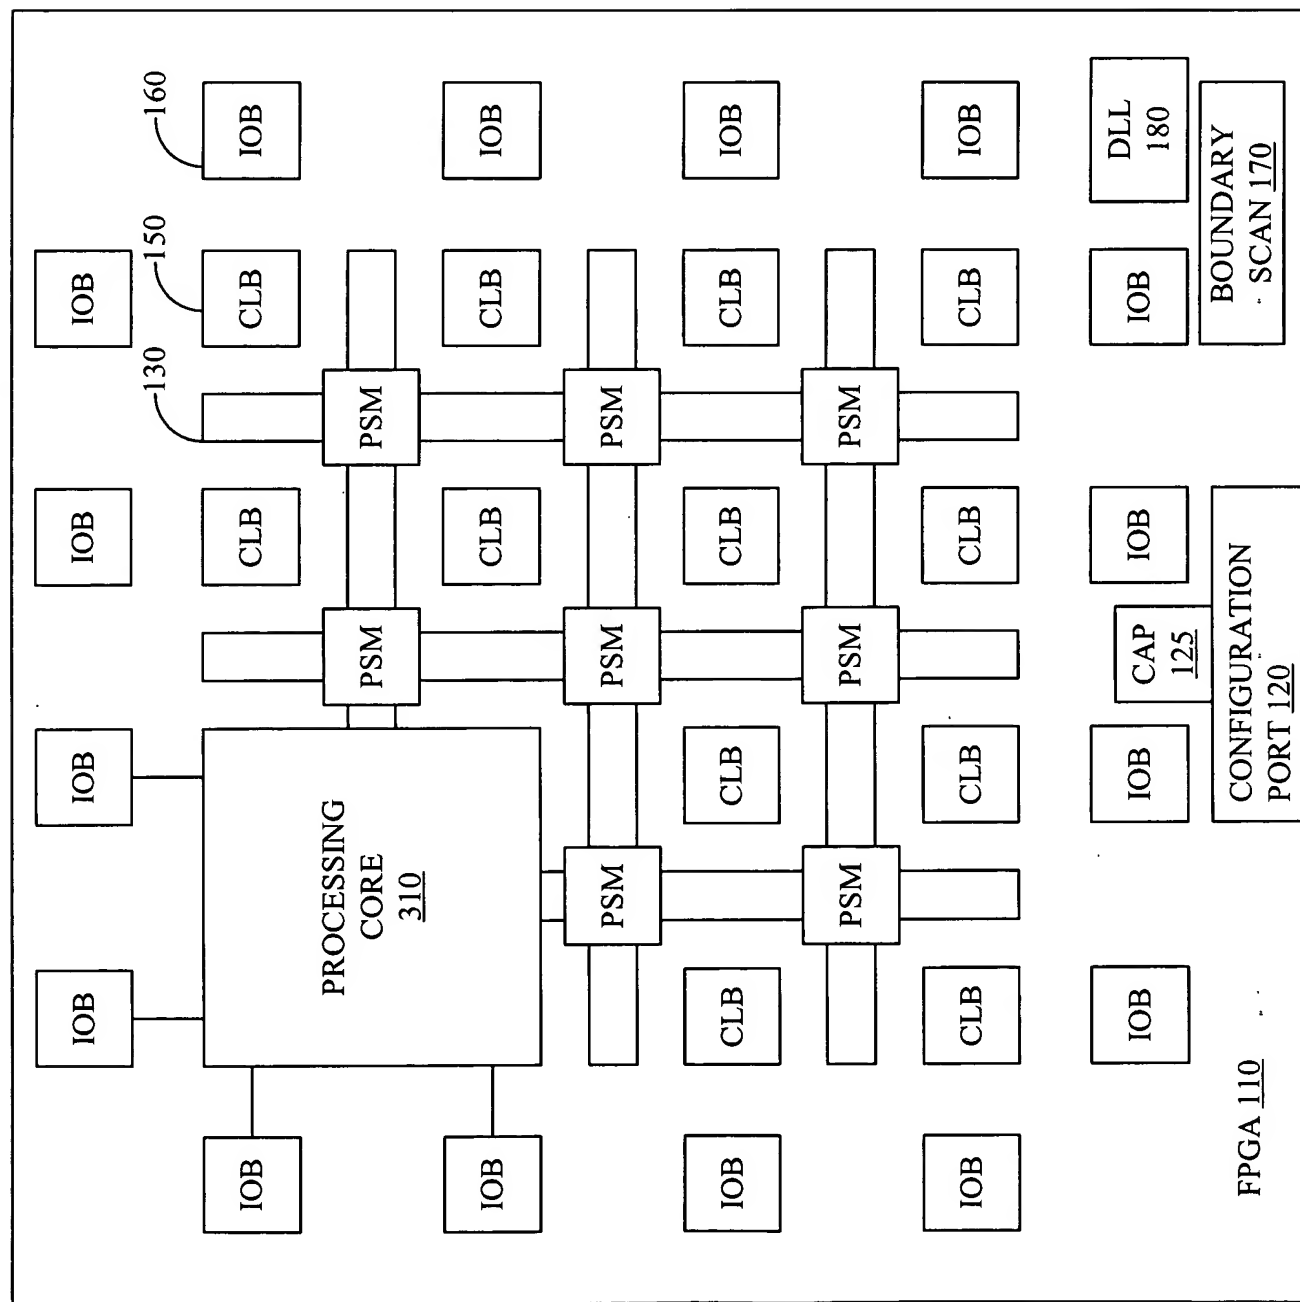 IOB
IOB
IOB
IOB
130
150
160
IOB
CLB
CLB
IOB
PROCESSING
CORE
310
PSM
PSM
IOB
CLB
CLB
IOB
PSM
PSM
PSM
IOB
CLB
CLB
CLB
CLB
IOB
PSM
PSM
PSM
IOB
CLB
CLB
CLB
CLB
IOB
IOB
IOB
CAP
125
IOB
IOB
DLL
180
FPGA 110
CONFIGURATION
PORT 120
BOUNDARY
SCAN 170